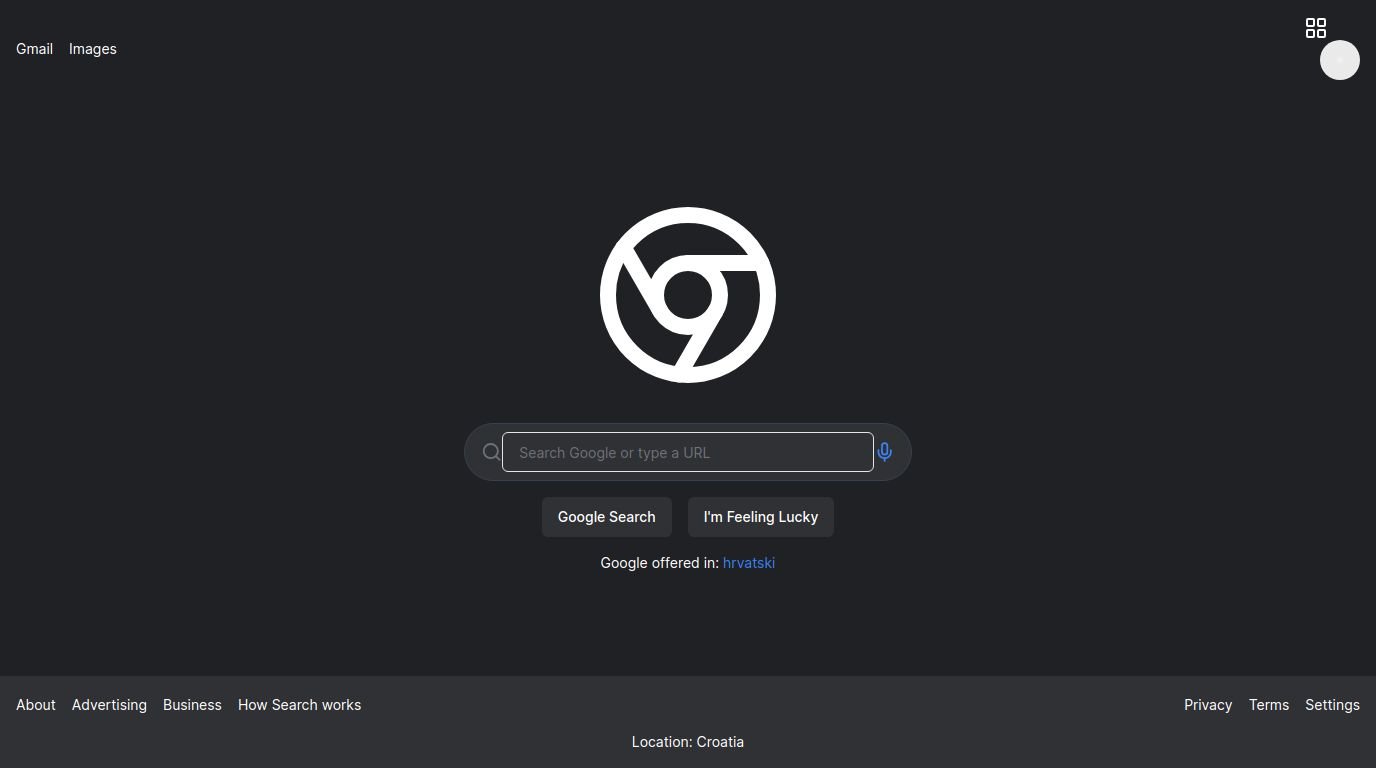 Gmail Images
Search Google or type a URL
Google Search I'm Feeling Lucky
Google offered in: hrvatski
About Advertising Business How Search works Privacy Terms Settings
Location: Croatia